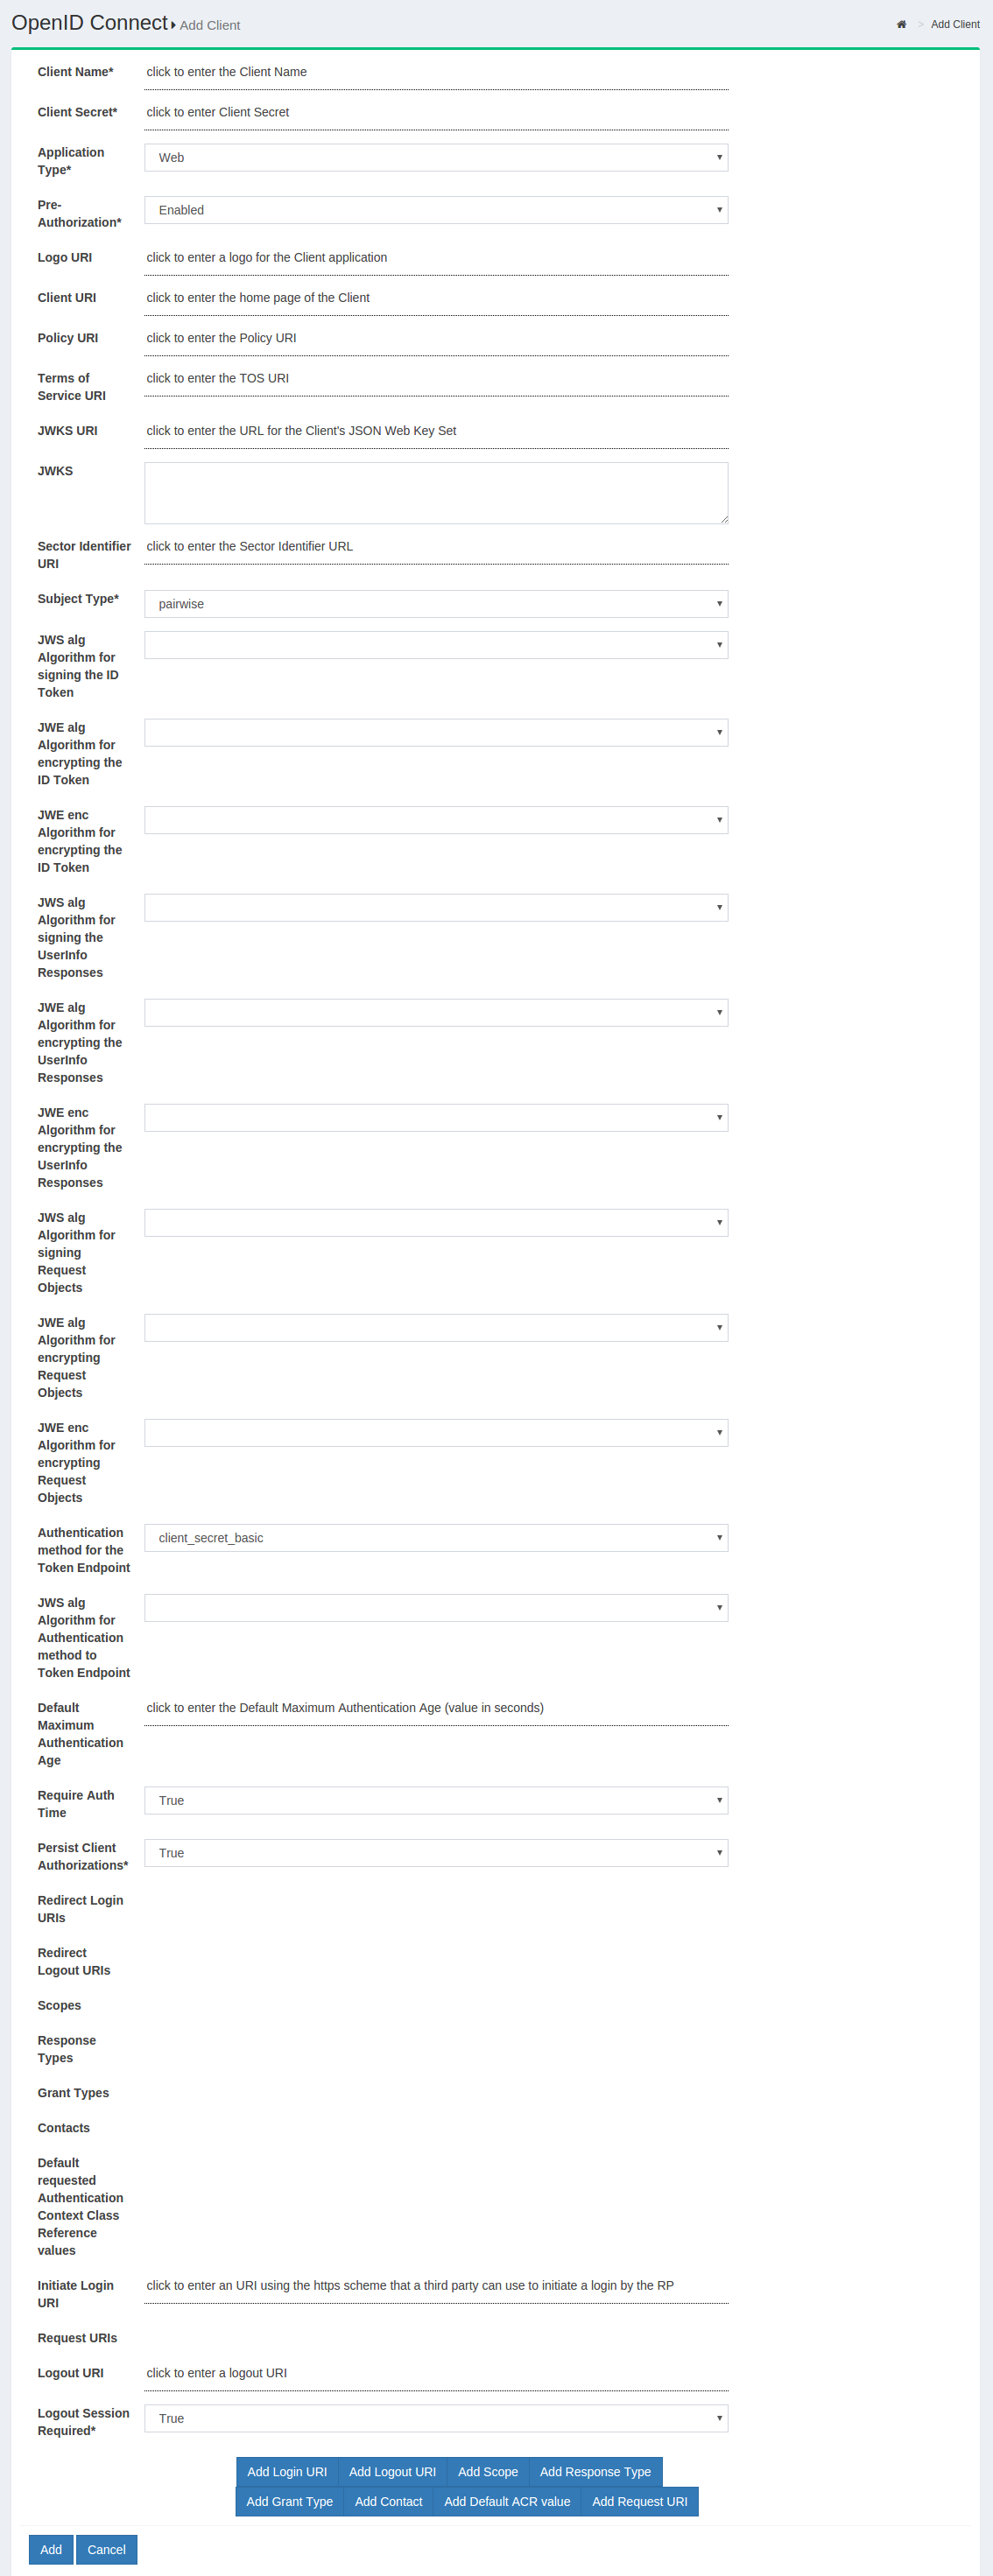 OpenID Connect Add Client
> Add Client
Client Name* click to enter the Client Name
Client Secret* click to enter Client Secret
Application
Type*
Web
Pre-
Authorization*
Enabled
Logo URI click to enter a logo for the Client application
Client URI click to enter the home page of the Client
Policy URI click to enter the Policy URI
Terms of
Service URI
click to enter the TOS URI
JWKS URI click to enter the URL for the Client's JSON Web Key Set
JWKS
Sector Identifier
URI
click to enter the Sector Identifier URL
Subject Type* pairwise
JWS alg
Algorithm for
signing the ID
Token
JWE alg
Algorithm for
encrypting the
ID Token
JWE enc
Algorithm for
encrypting the
ID Token
JWS alg
Algorithm for
signing the
UserInfo
Responses
JWE alg
Algorithm for
encrypting the
UserInfo
Responses
JWE enc
Algorithm for
encrypting the
UserInfo
Responses
JWS alg
Algorithm for
signing
Request
Objects
JWE alg
Algorithm for
encrypting
Request
Objects
JWE enc
Algorithm for
encrypting
Request
Objects
Authentication
method for the
Token Endpoint
client_secret_basic
JWS alg
Algorithm for
Authentication
method to
Token Endpoint
Default
Maximum
Authentication
Age
click to enter the Default Maximum Authentication Age (value in seconds)
Require Auth
Time
True
Persist Client
Authorizations*
True
Redirect Login
URIs
Redirect
Logout URIs
Scopes
Response
Types
Grant Types
Contacts
Default
requested
Authentication
Context Class
Reference
values
Initiate Login
URI
click to enter an URI using the https scheme that a third party can use to initiate a login by the RP
Request URIs
Logout URI click to enter a logout URI
Logout Session
Required*
True
Add Login URI Add Logout URI Add Scope Add Response Type
Add Grant Type Add Contact Add Default ACR value Add Request URI
Add Cancel